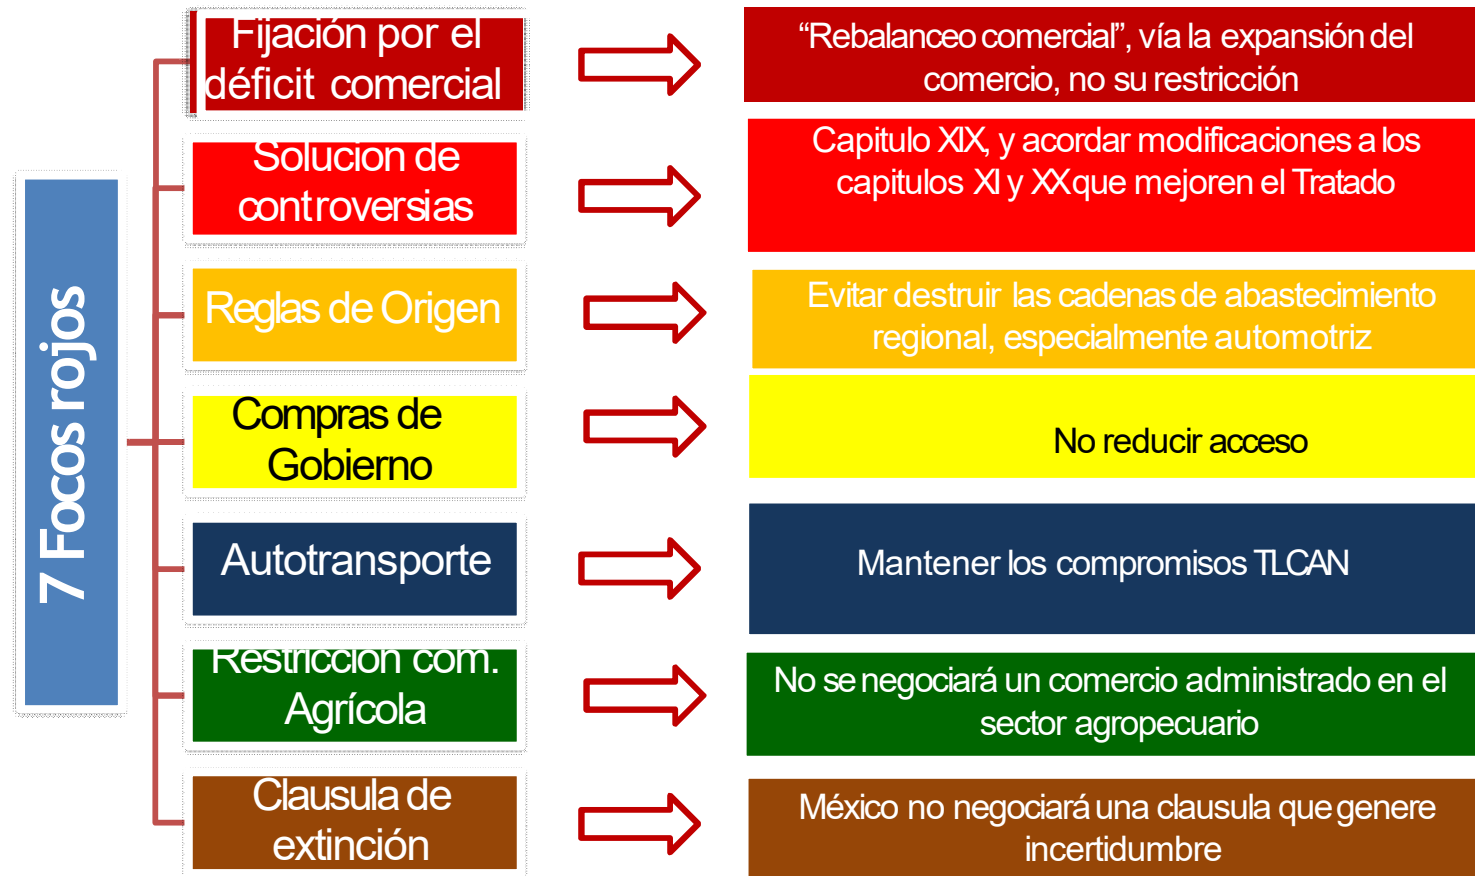 7 Focos rojos
Fijación por el
déficit comercial
"Rebalanceo comercial", vía la expansión del
comercio, no su restricción
Solucion de
controversias
Capitulo XIX, y acordar modificaciones a los
capitulos XI y XX que mejoren el Tratado
Reglas de Origen
Evitar destruir las cadenas de abastecimiento
regional, especialmente automotriz
Compras de
Gobierno
No reducir acceso
Autotransporte
Mantener los compromisos TLCAN
Restriccion com.
Agrícola
No se negociará un comercio administrado en el
sector agropecuario
Clausula de
extinción
México no negociará una clausula que genere
incertidumbre